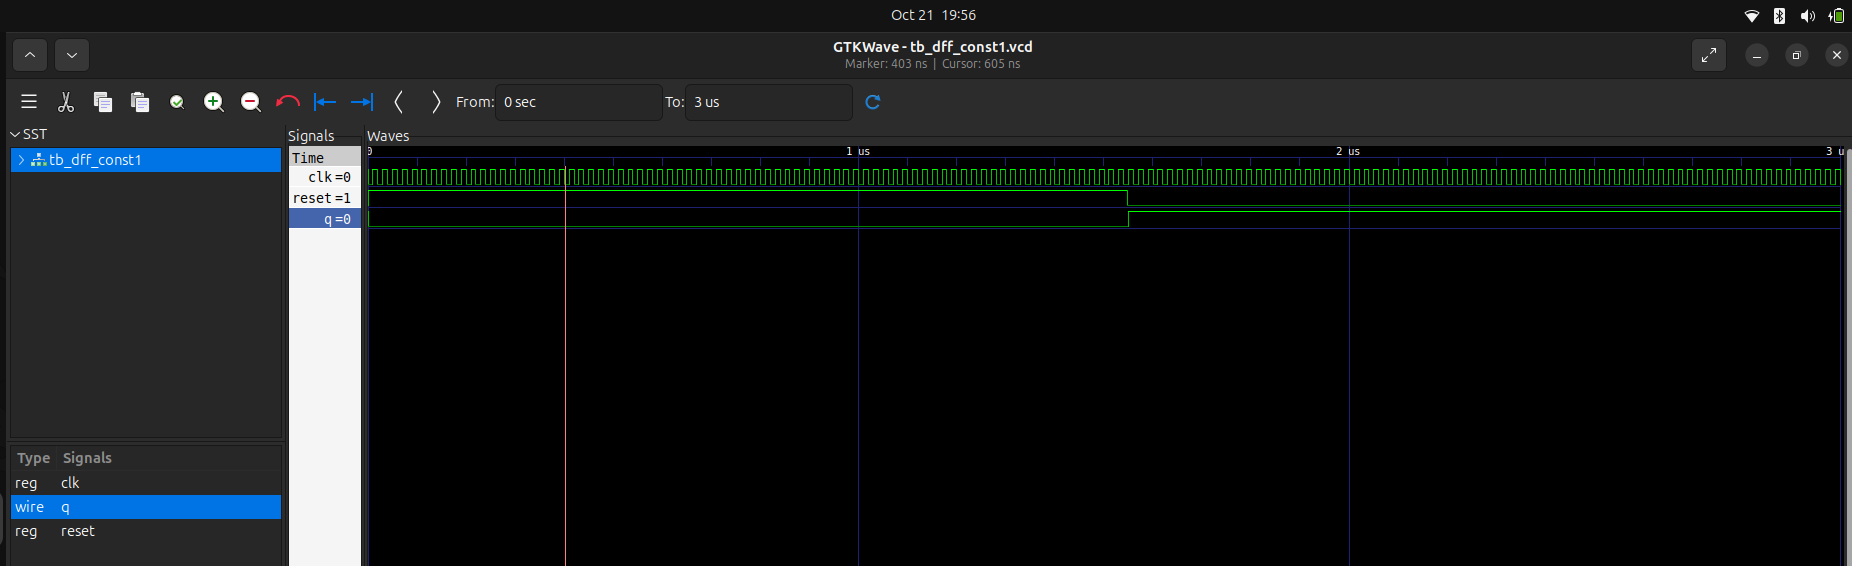 Oct 21 19:56
GTKWave - tb_dff_const1.vcd
Marker: 403 ns | Cursor: 605 ns
From: 0 sec To: 3 us
SST
tb_dff_const1
Signals
Time
clk =0
reset =1
q =0
Waves
0 1 us 2 us 3 u
Type Signals
reg clk
wire q
reg reset